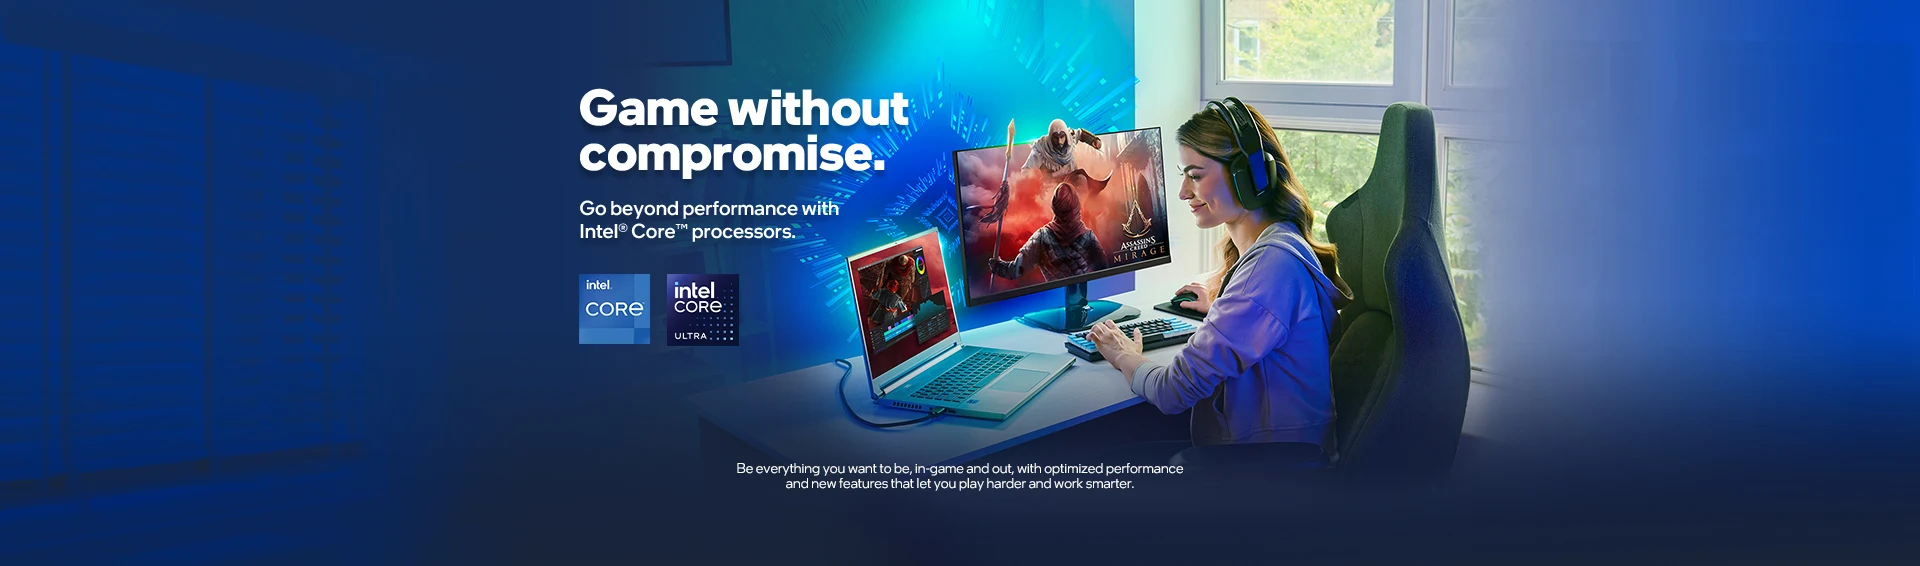 Game without
compromise.
Go beyond performance with
Intel® Core™ processors.
intel.
CORE
intel
CORE
ULTRA
ASSASSIN'S
CREED
MIRAGE
Be everything you want to be, in-game and out, with optimized performance
and new features that let you play harder and work smarter.